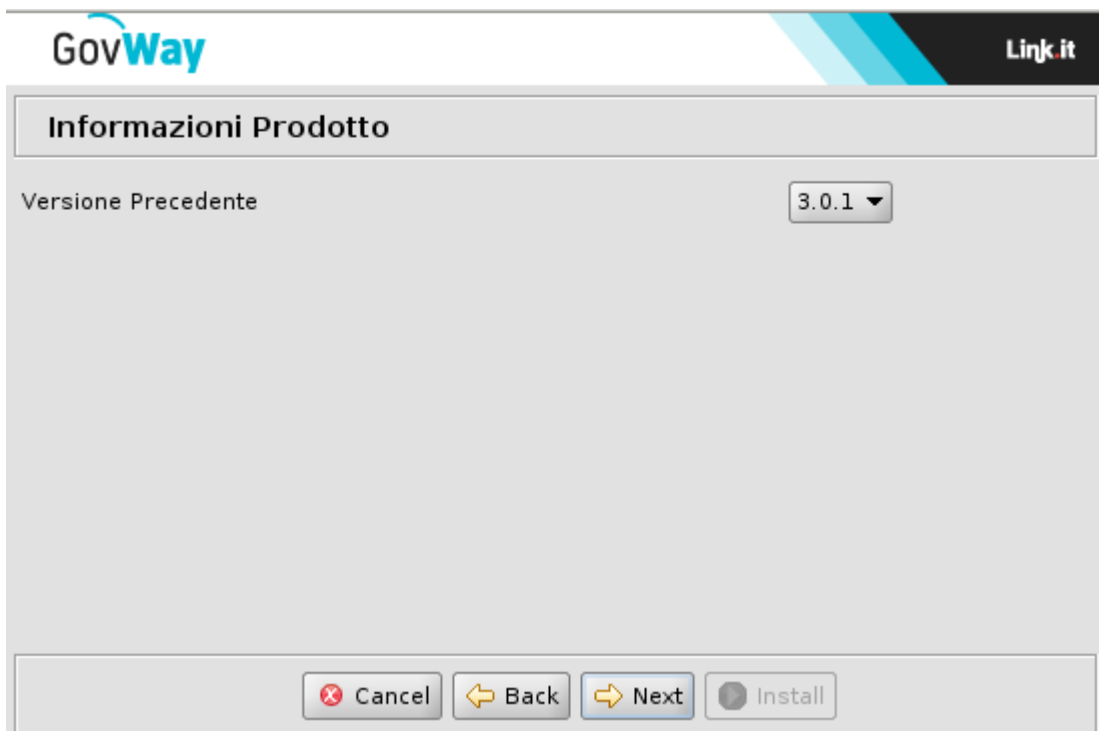 GovWay
Link.it
Informazioni Prodotto
Versione Precedente
3.0.1
Cancel
Back
Next
Install